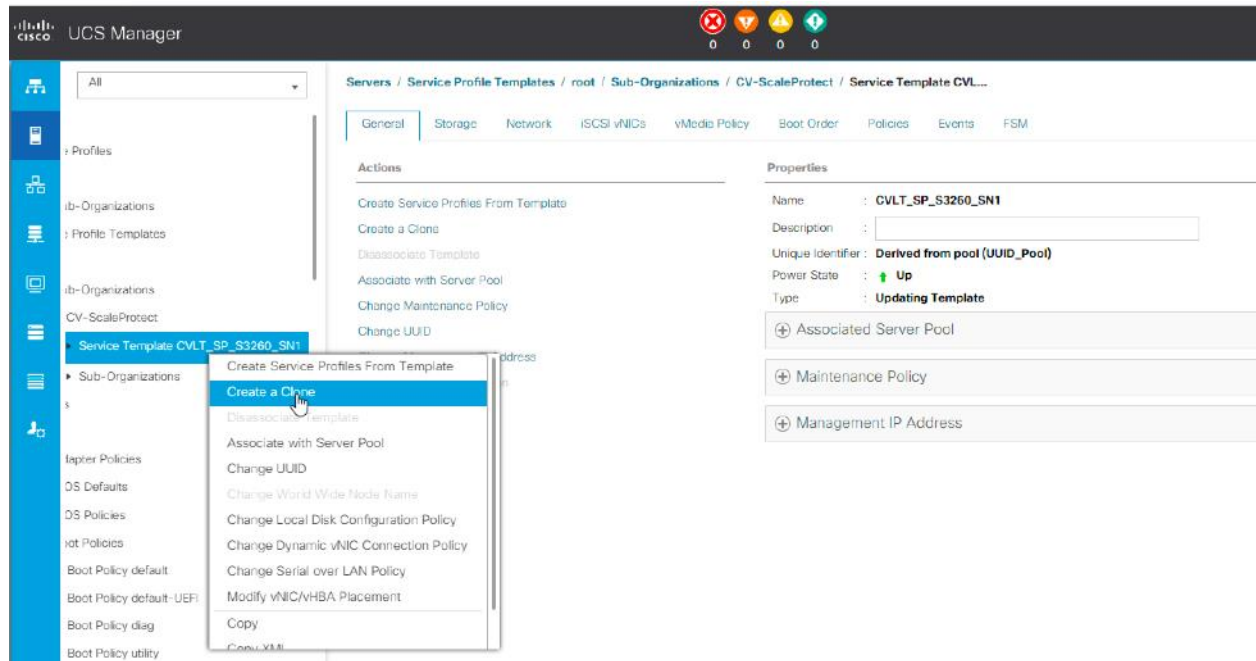 cisco UCS Manager
0 0 0 0
All
Profiles
ub-Organizations
Profile Templates
ub-Organizations
CV-ScaleProtect
Service Template CVLT_SP_S3260_SN1
Sub-Organizations
s
dapter Policies
OS Defaults
OS Policies
oot Policies
Boot Policy default
Boot Policy default-UEFI
Boot Policy diag
Boot Policy utility
Servers / Service Profile Templates / root / Sub-Organizations / CV-ScaleProtect / Service Template CVL...
General Storage Network iSCSI vNICs vMedia Policy Boot Order Policies Events FSM
Actions
Create Service Profiles From Template
Create a Clone
Disassociate Template
Associate with Server Pool
Change Maintenance Policy
Change UUID
ddress
Create Service Profiles From Template
Create a Clone
Disassociate Template
Associate with Server Pool
Change UUID
Change World Wide Node Name
Change Local Disk Configuration Policy
Change Dynamic vNIC Connection Policy
Change Serial over LAN Policy
Modify vNIC/vHBA Placement
Copy
Copy XML
Properties
Name : CVLT_SP_S3260_SN1
Description :
Unique Identifier : Derived from pool (UUID_Pool)
Power State : Up
Type : Updating Template
Associated Server Pool
Maintenance Policy
Management IP Address